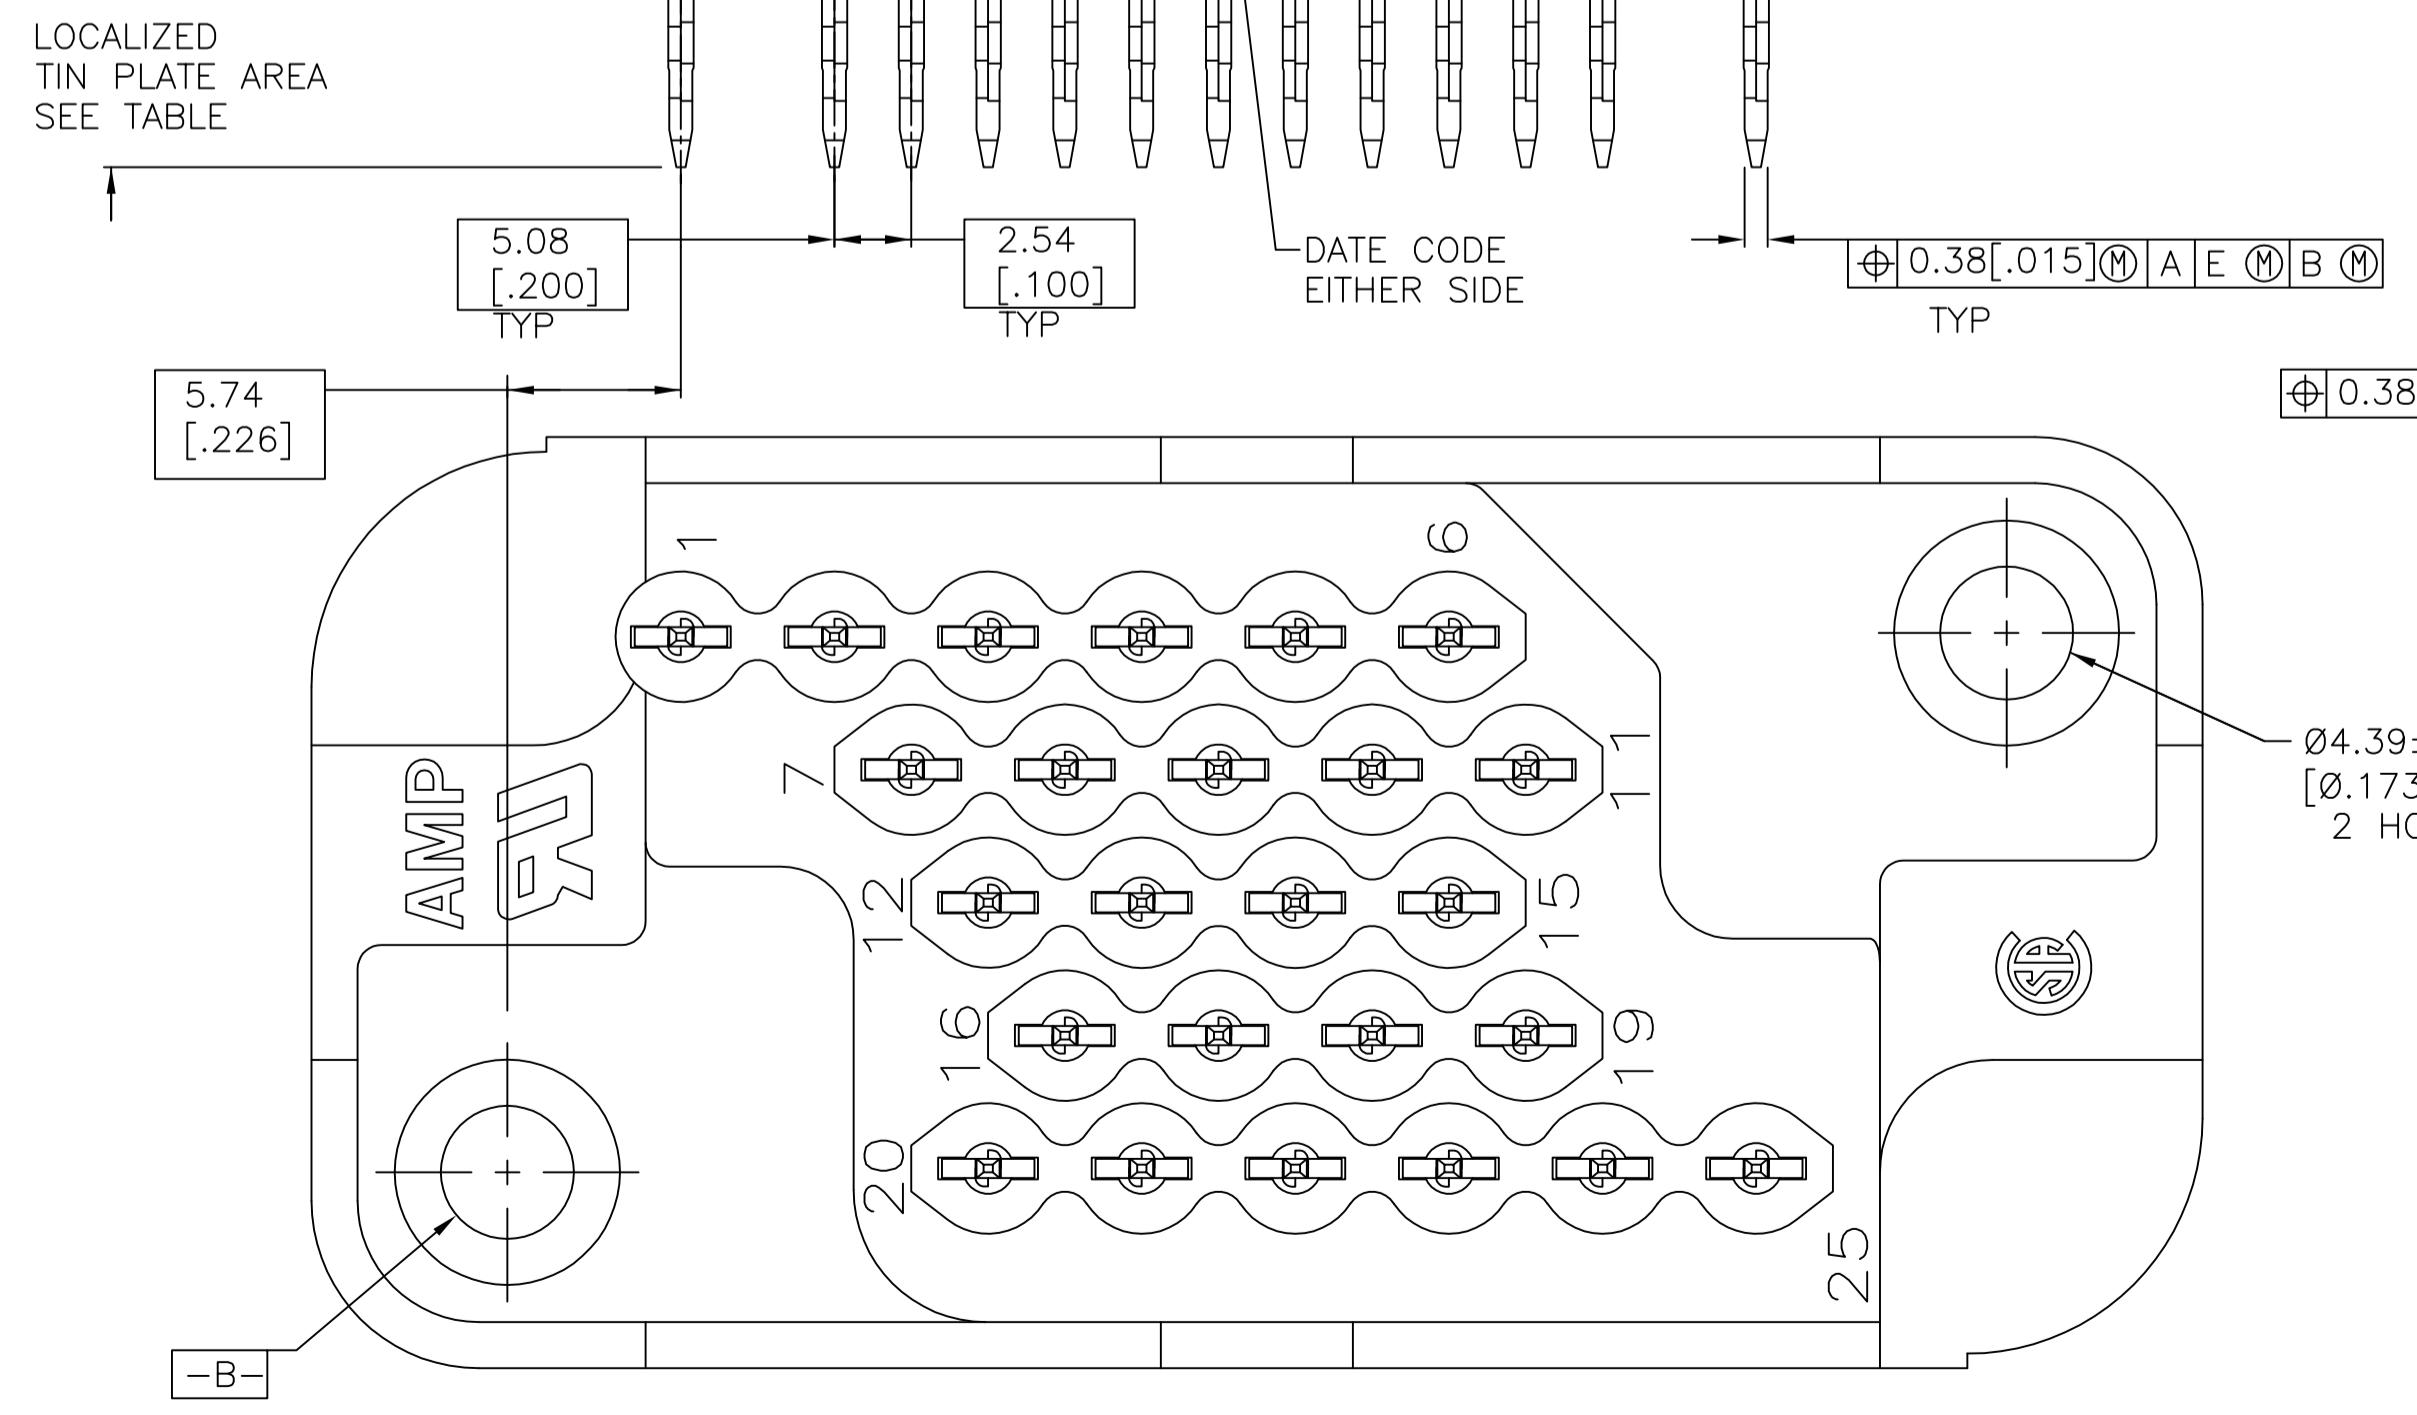 LOCALIZED
TIN PLATE AREA
SEE TABLE
5.08
[.200]
TYP
2.54
[.100]
TYP
DATE CODE
EITHER SIDE
⌖ 0.38[.015]Ⓜ A E Ⓜ B Ⓜ
TYP
5.74
[.226]
⌖ 0.38
1
6
7
11
Ø4.39±
[Ø.173
2 HO
AMP
12
15
16
19
20
25
-B-